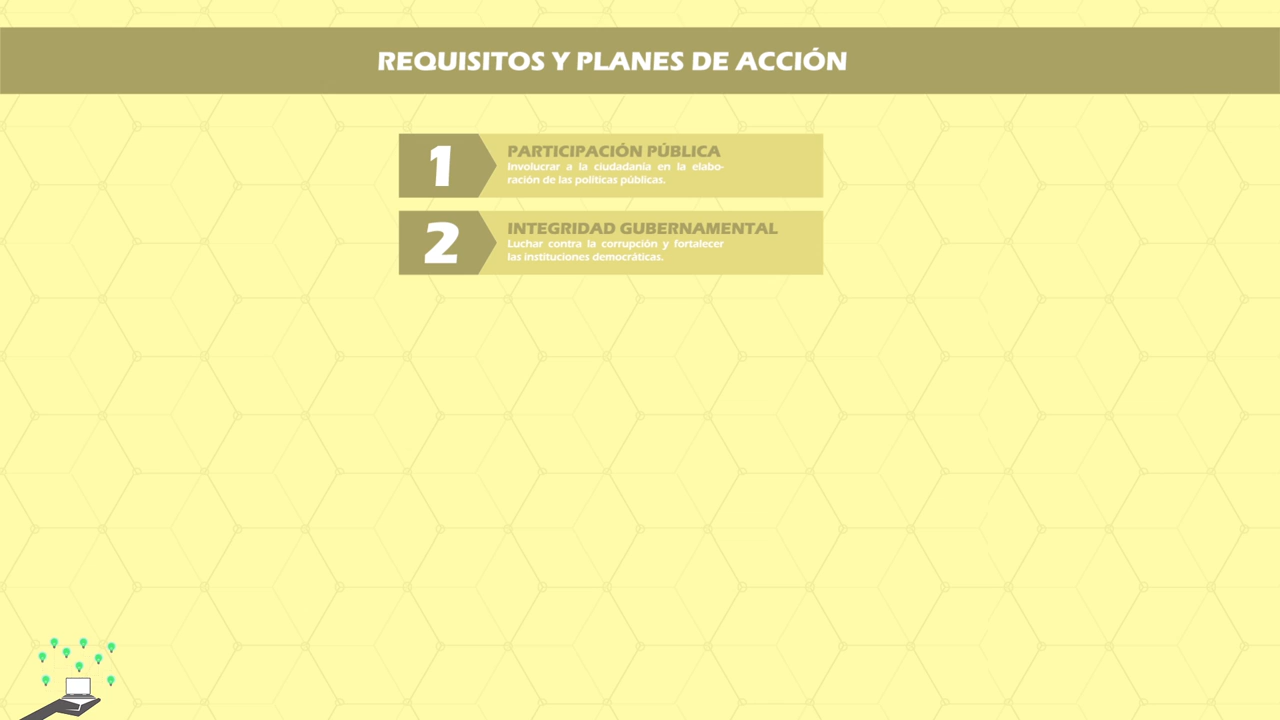 REQUISITOS Y PLANES DE ACCIÓN
1
PARTICIPACIÓN PÚBLICA
Involucrar a la ciudadanía en la elabo-
ración de las políticas públicas.
2
INTEGRIDAD GUBERNAMENTAL
Luchar contra la corrupción y fortalecer
las instituciones democráticas.